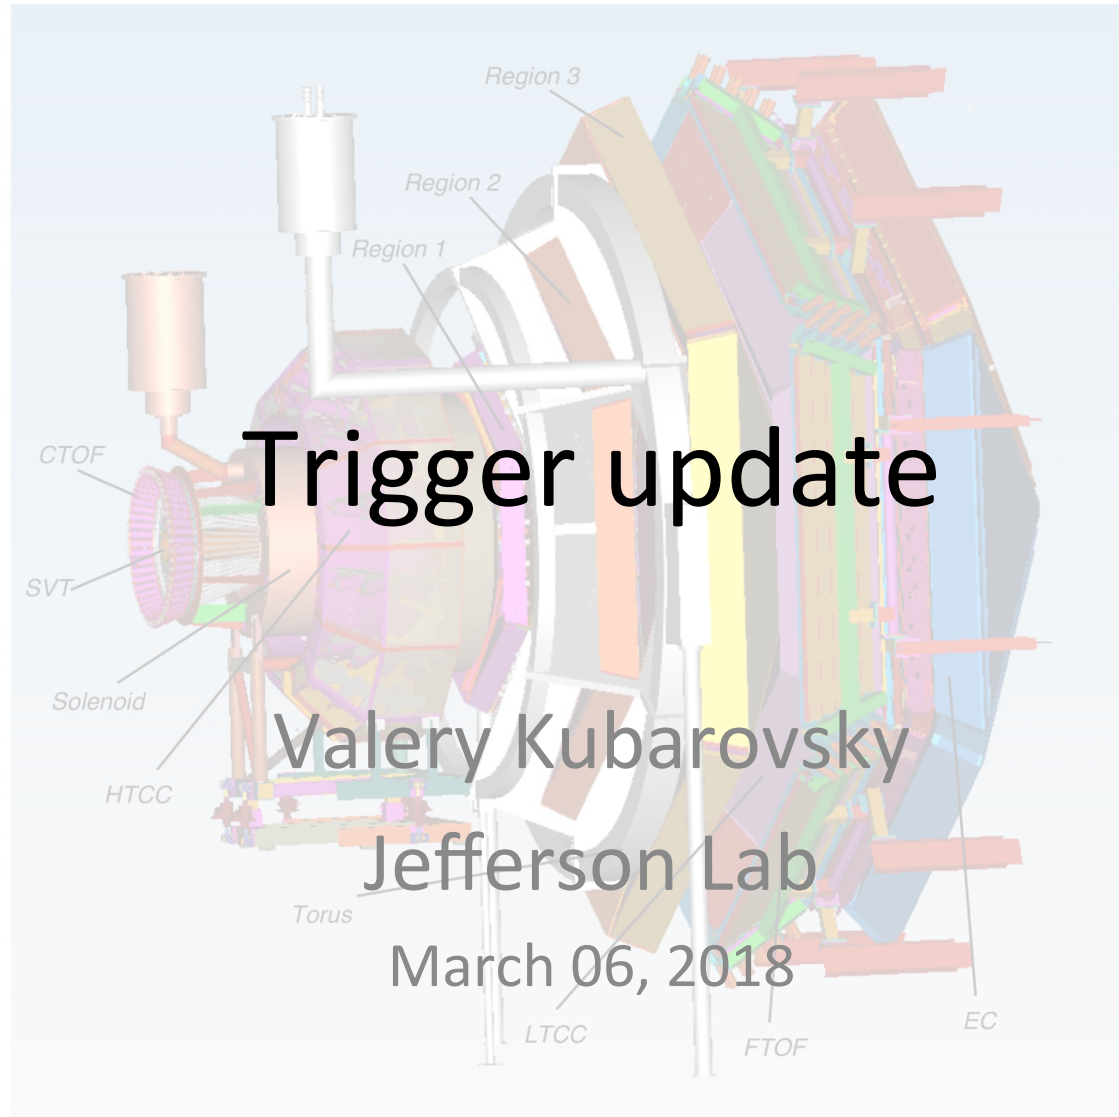 Region 3
Region 2
Region 1
CTOF
Trigger update
SVT
Solenoid
Valery Kubarovsky
HTCC
Jefferson Lab
Torus
March 06, 2018
LTCC
EC
FTOF